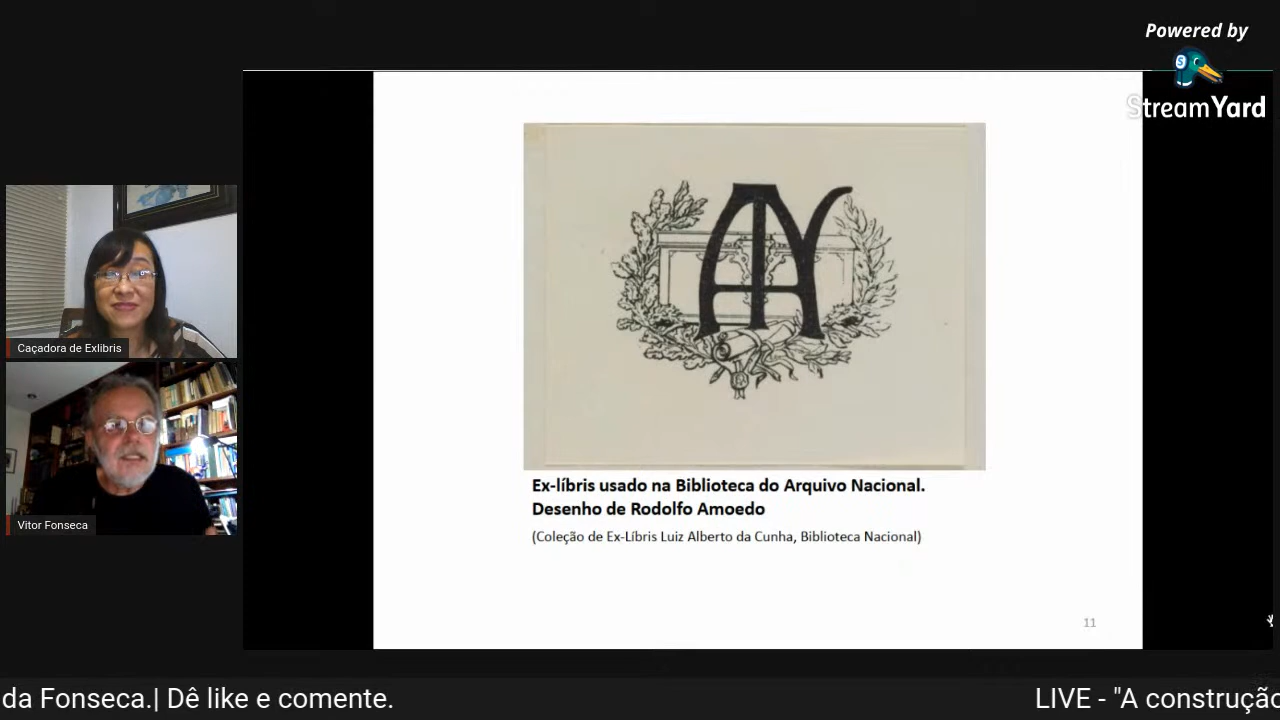 Powered by
StreamYard
AN
Ex-líbris usado na Biblioteca do Arquivo Nacional.
Desenho de Rodolfo Amoedo
(Coleção de Ex-Líbris Luiz Alberto da Cunha, Biblioteca Nacional)
11
Caçadora de Exlibris
Vitor Fonseca
da Fonseca.| Dê like e comente.
LIVE - "A construção